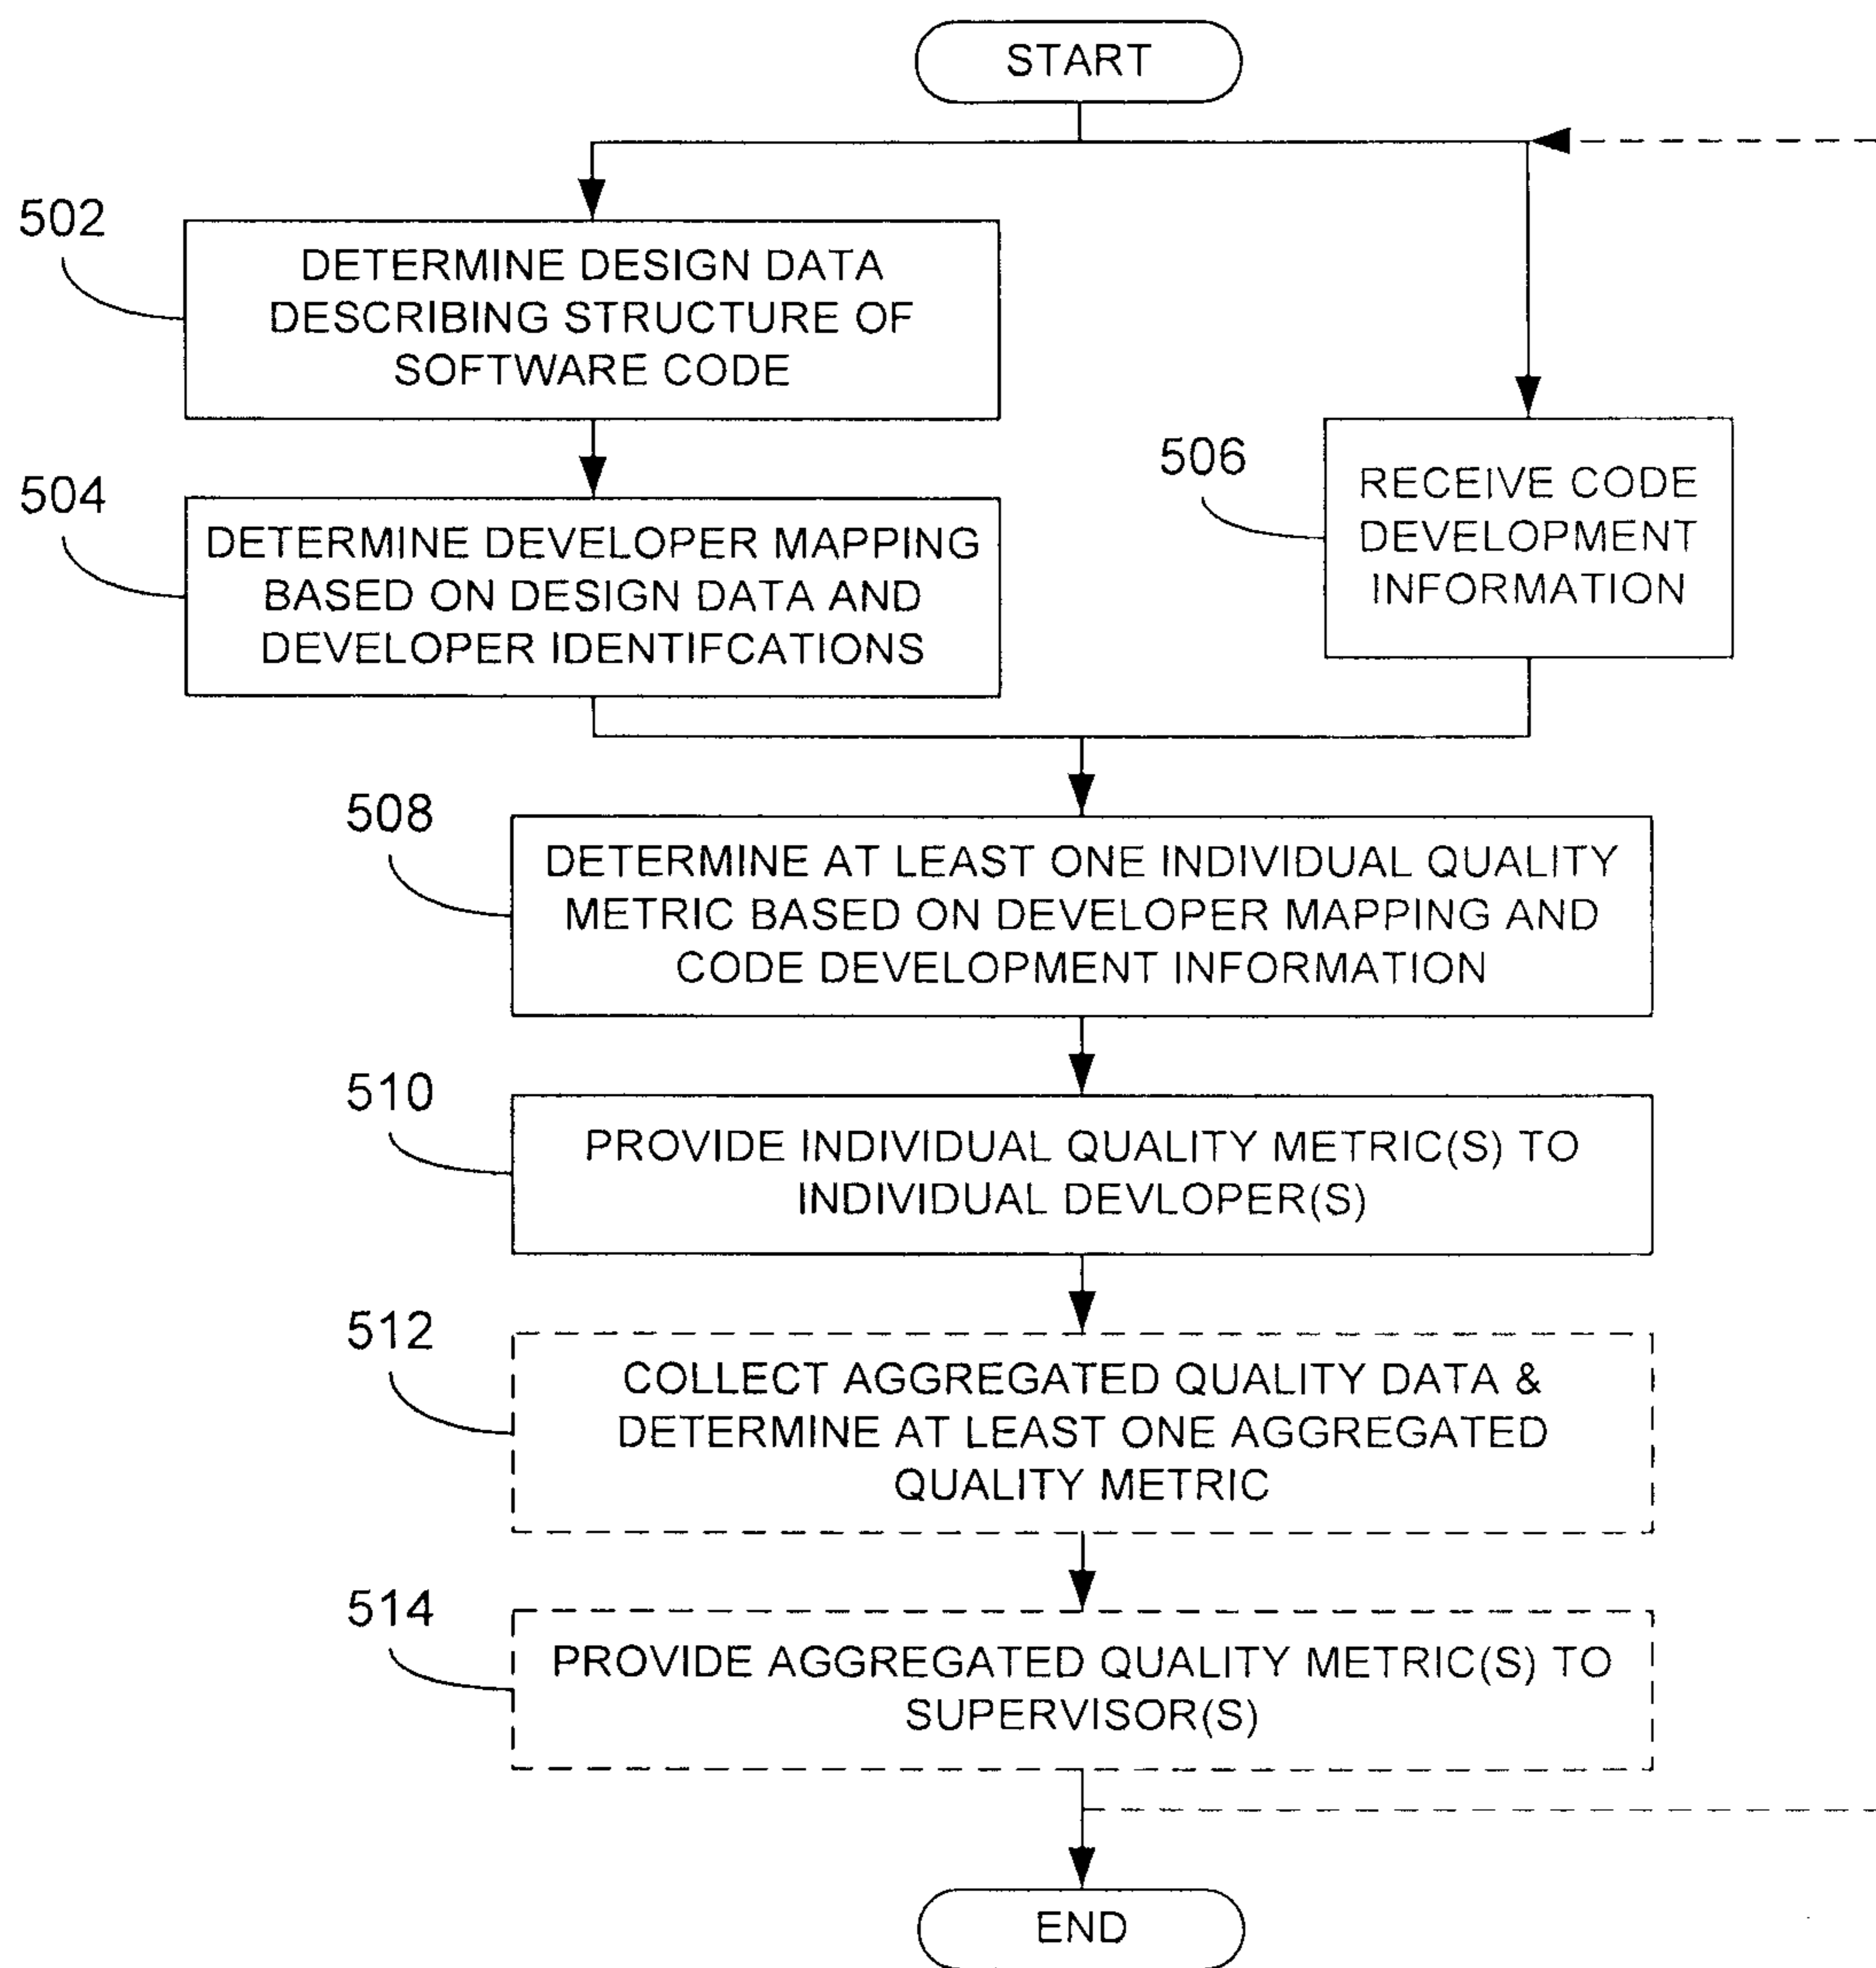 START
502
DETERMINE DESIGN DATA
DESCRIBING STRUCTURE OF
SOFTWARE CODE
504
DETERMINE DEVELOPER MAPPING
BASED ON DESIGN DATA AND
DEVELOPER IDENTIFCATIONS
506
RECEIVE CODE
DEVELOPMENT
INFORMATION
508
DETERMINE AT LEAST ONE INDIVIDUAL QUALITY
METRIC BASED ON DEVELOPER MAPPING AND
CODE DEVELOPMENT INFORMATION
510
PROVIDE INDIVIDUAL QUALITY METRIC(S) TO
INDIVIDUAL DEVLOPER(S)
512
COLLECT AGGREGATED QUALITY DATA &
DETERMINE AT LEAST ONE AGGREGATED
QUALITY METRIC
514
PROVIDE AGGREGATED QUALITY METRIC(S) TO
SUPERVISOR(S)
END